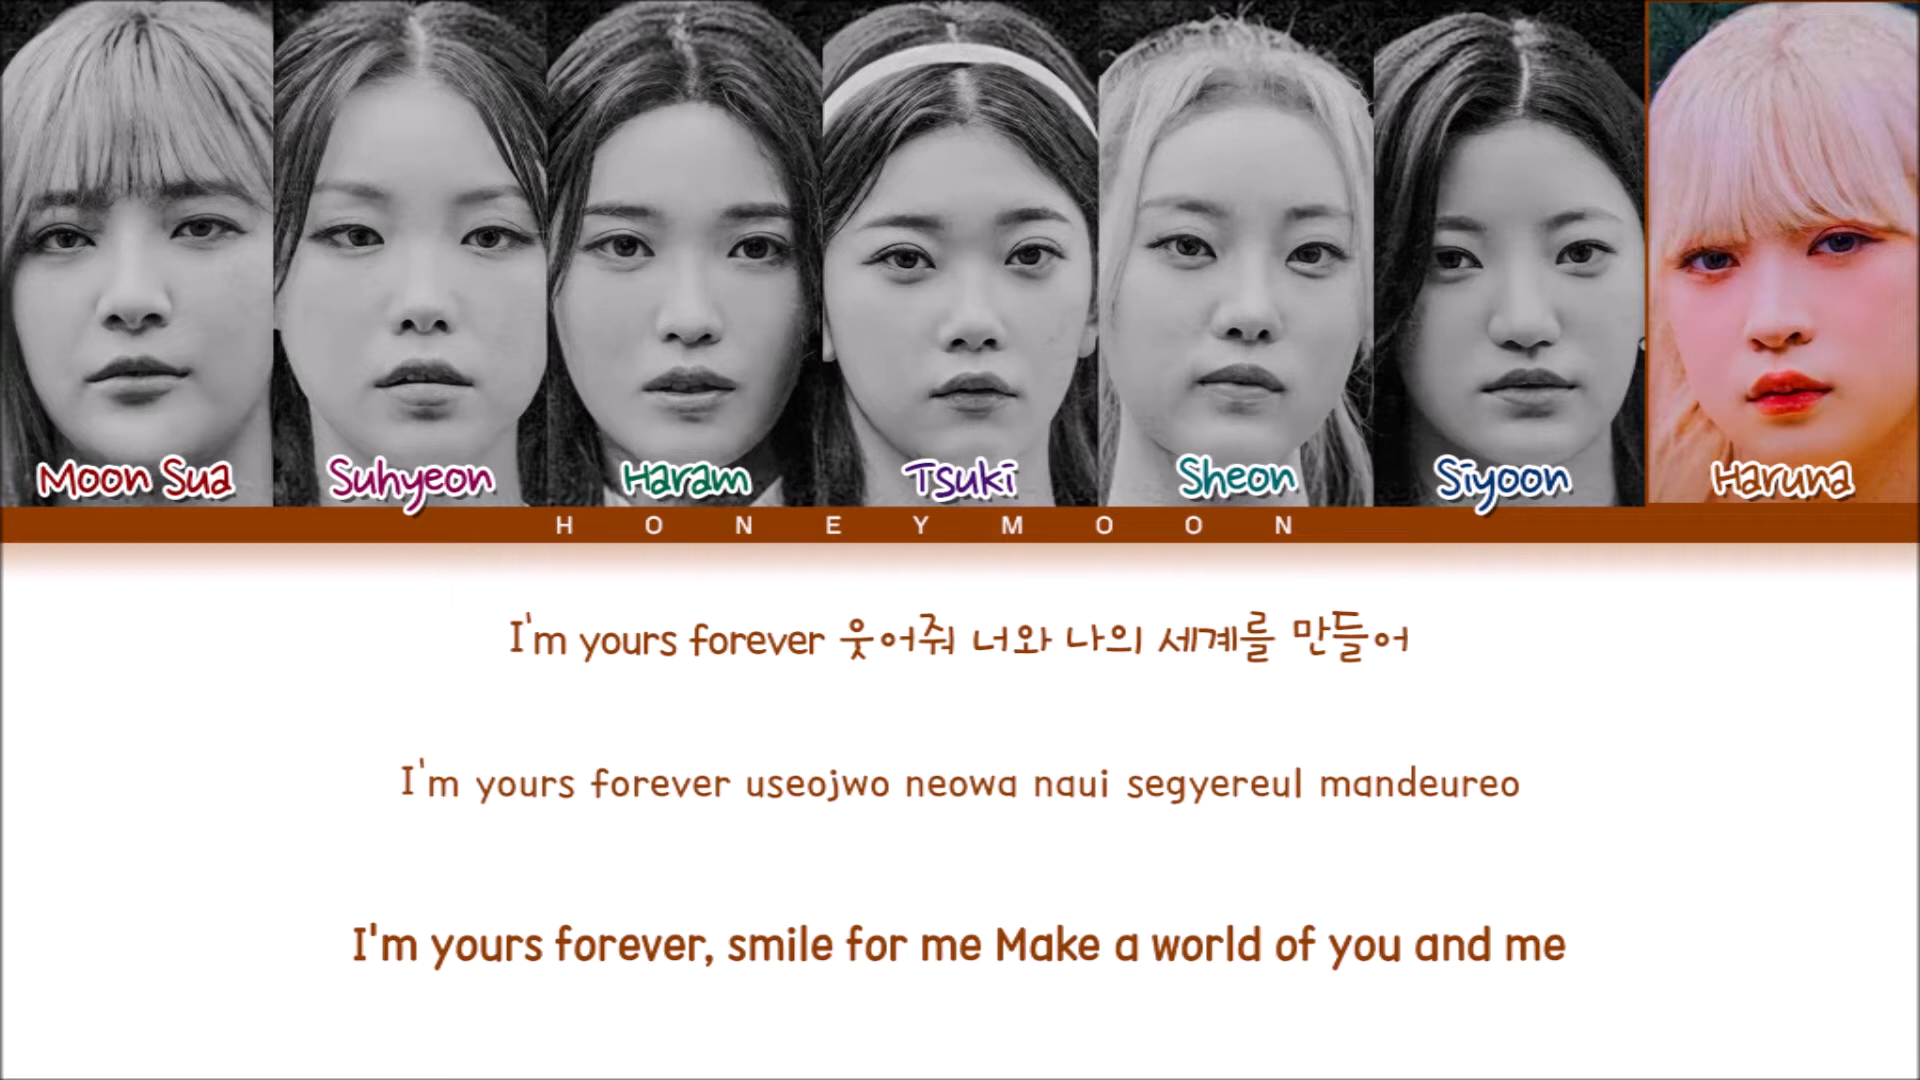 Moon Sua Suhyeon Haram Tsuki Sheon Siyoon Haruna
HONEYMOON
I'm yours forever 웃어줘 너와 나의 세계를 만들어
I'm yours forever useojwo neowa naui segyereul mandeureo
I'm yours forever, smile for me Make a world of you and me